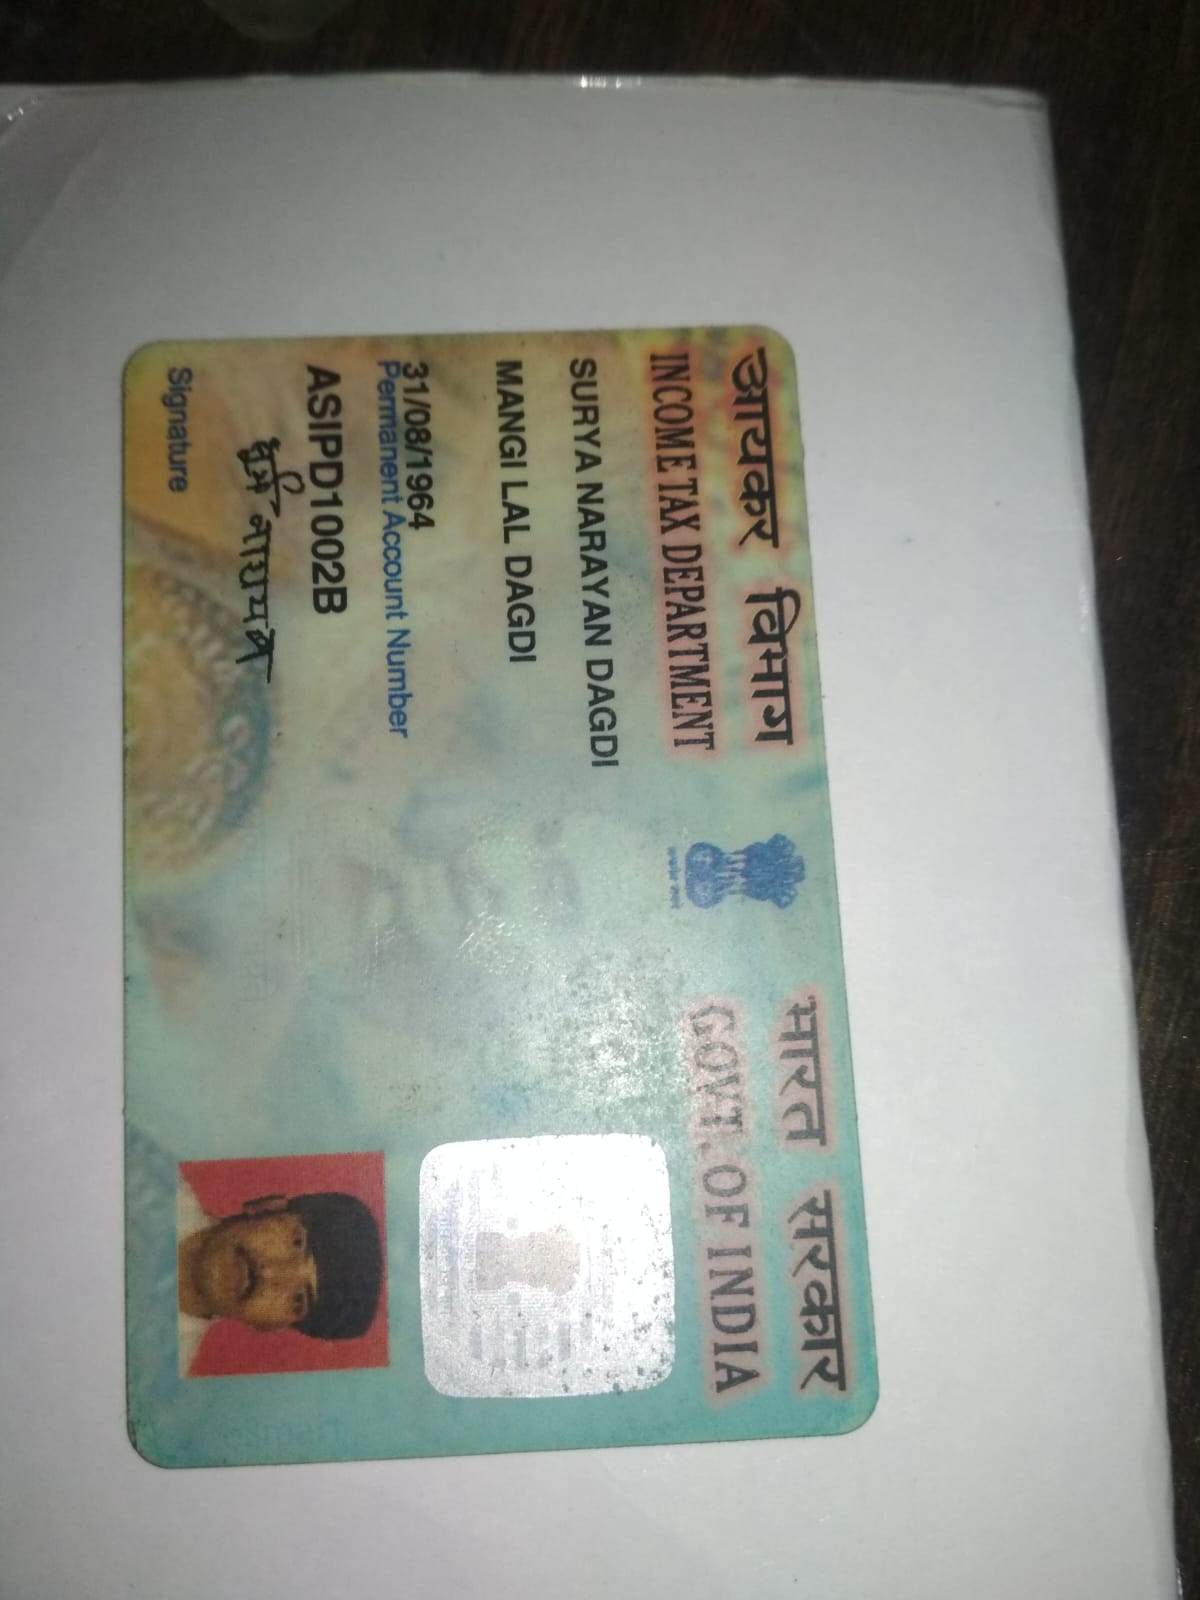 आयकर विभाग
INCOME TAX DEPARTMENT
भारत सरकार
GOVT. OF INDIA
SURYA NARAYAN DAGDI
MANGI LAL DAGDI
31/08/1964
Permanent Account Number
ASIPD1002B
सूर्य नारायण
Signature